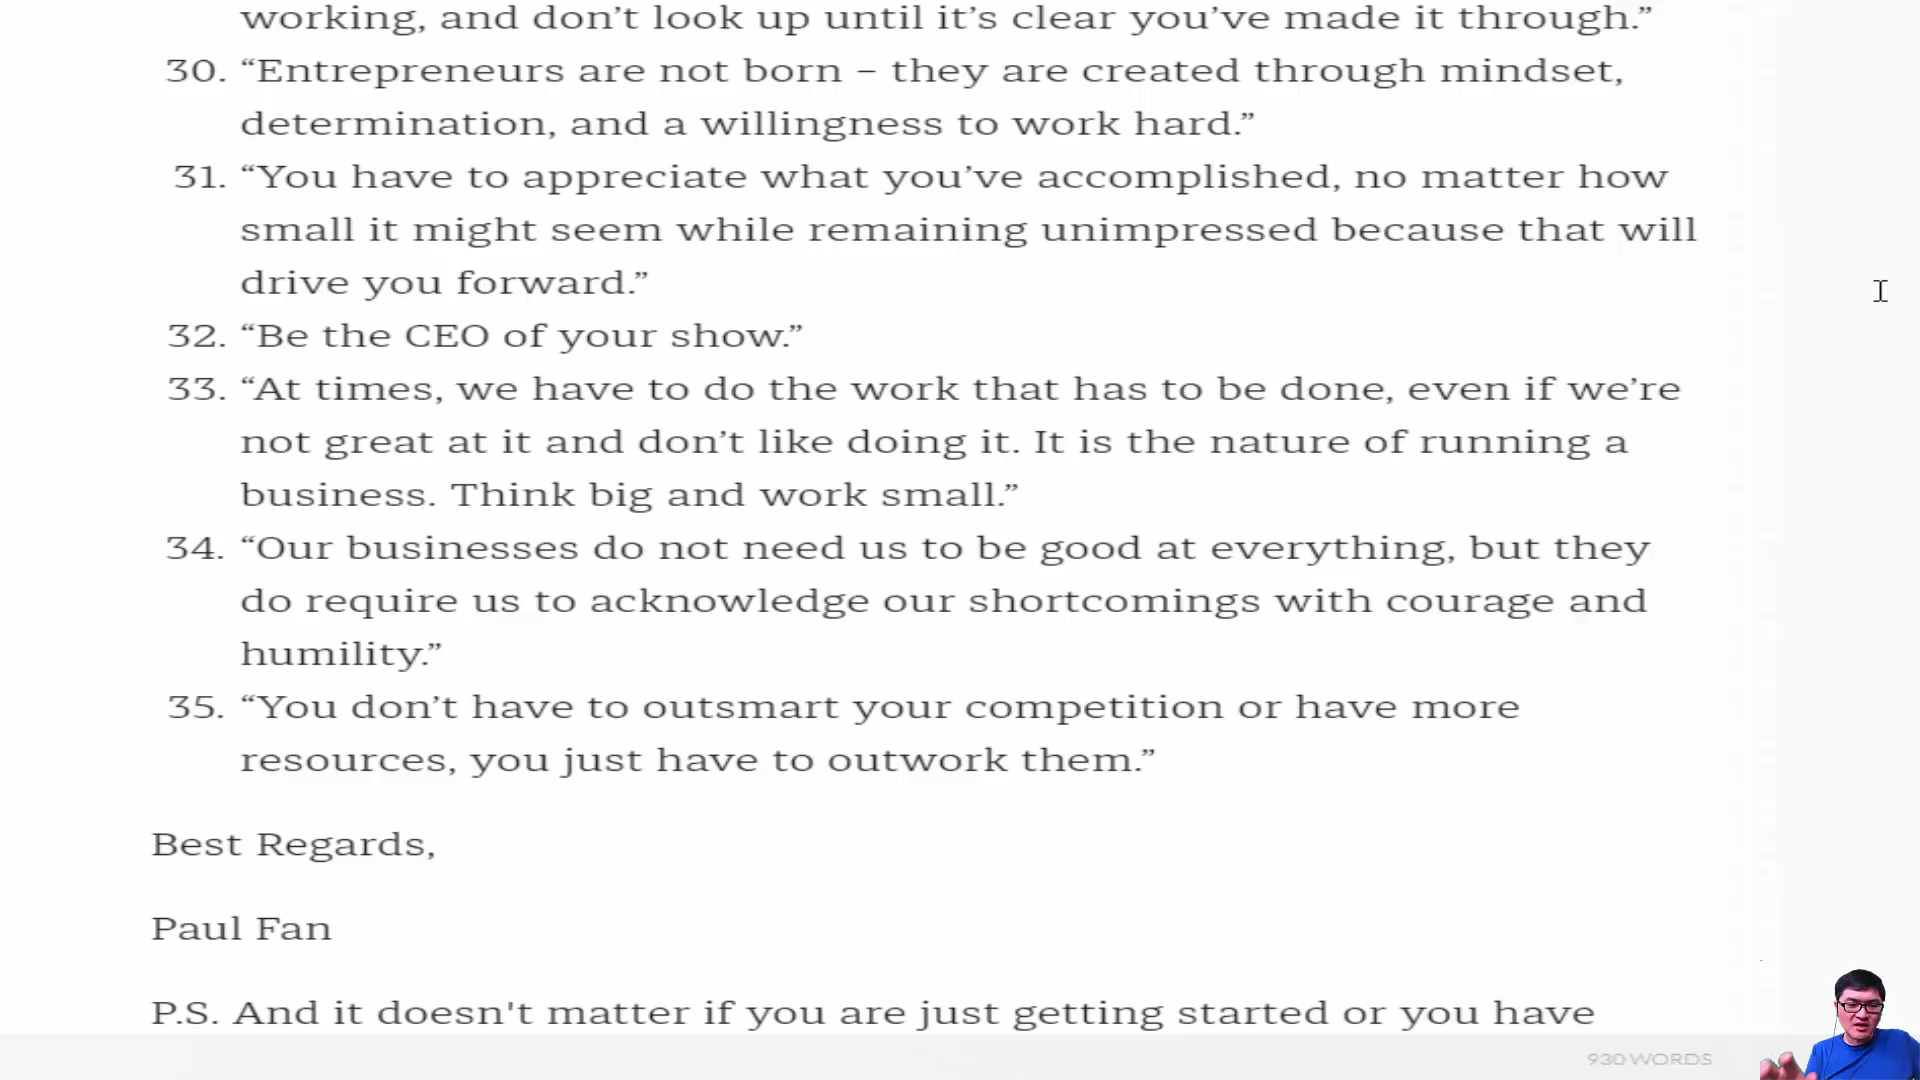 working, and don’t look up until it’s clear you’ve made it through.”
30. “Entrepreneurs are not born – they are created through mindset,
determination, and a willingness to work hard.”
31. “You have to appreciate what you’ve accomplished, no matter how
small it might seem while remaining unimpressed because that will
drive you forward.”
32. “Be the CEO of your show.”
33. “At times, we have to do the work that has to be done, even if we’re
not great at it and don’t like doing it. It is the nature of running a
business. Think big and work small.”
34. “Our businesses do not need us to be good at everything, but they
do require us to acknowledge our shortcomings with courage and
humility.”
35. “You don’t have to outsmart your competition or have more
resources, you just have to outwork them.”
Best Regards,
Paul Fan
P.S. And it doesn't matter if you are just getting started or you have
930 WORDS